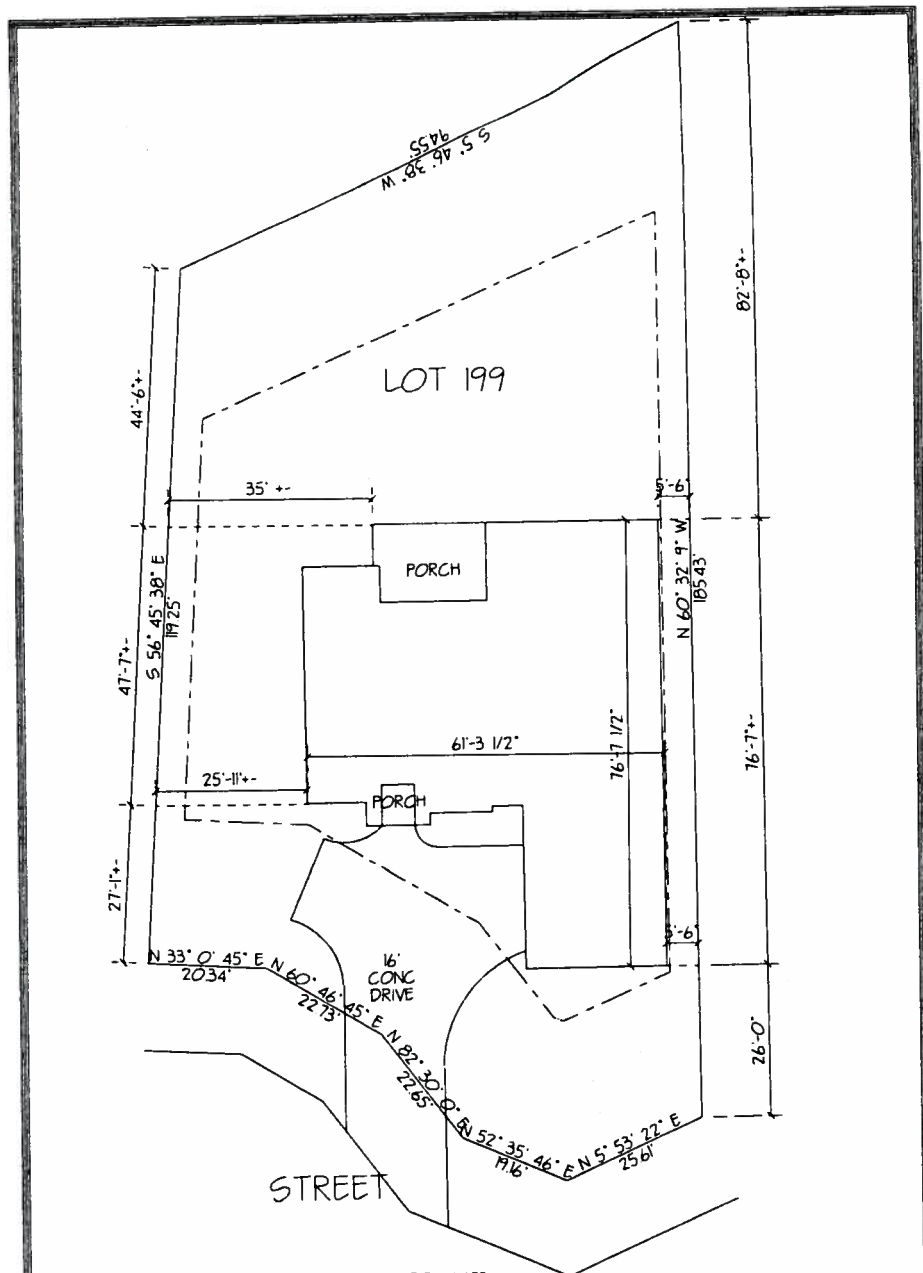 S 5° 46' 38" W
94.55'
82'-8"+-
LOT 199
44'-6"+-
35' +-
5'-6"
PORCH
S 56° 45' 38" E
119.25'
N 60° 32' 9" W
185.43'
47'-7"+-
61'-3 1/2"
76'-7 1/2"
76'-7"+-
25'-11"+-
PORCH
27'-1"+-
5'-6"
N 33° 0' 45" E
20.34'
N 60° 46' 45" E
22.73'
16'
CONC
DRIVE
N 82° 30' 0" E
22.65'
26'-0"
N 52° 35' 46" E
19.16'
N 5° 53' 22" E
25.61'
STREET